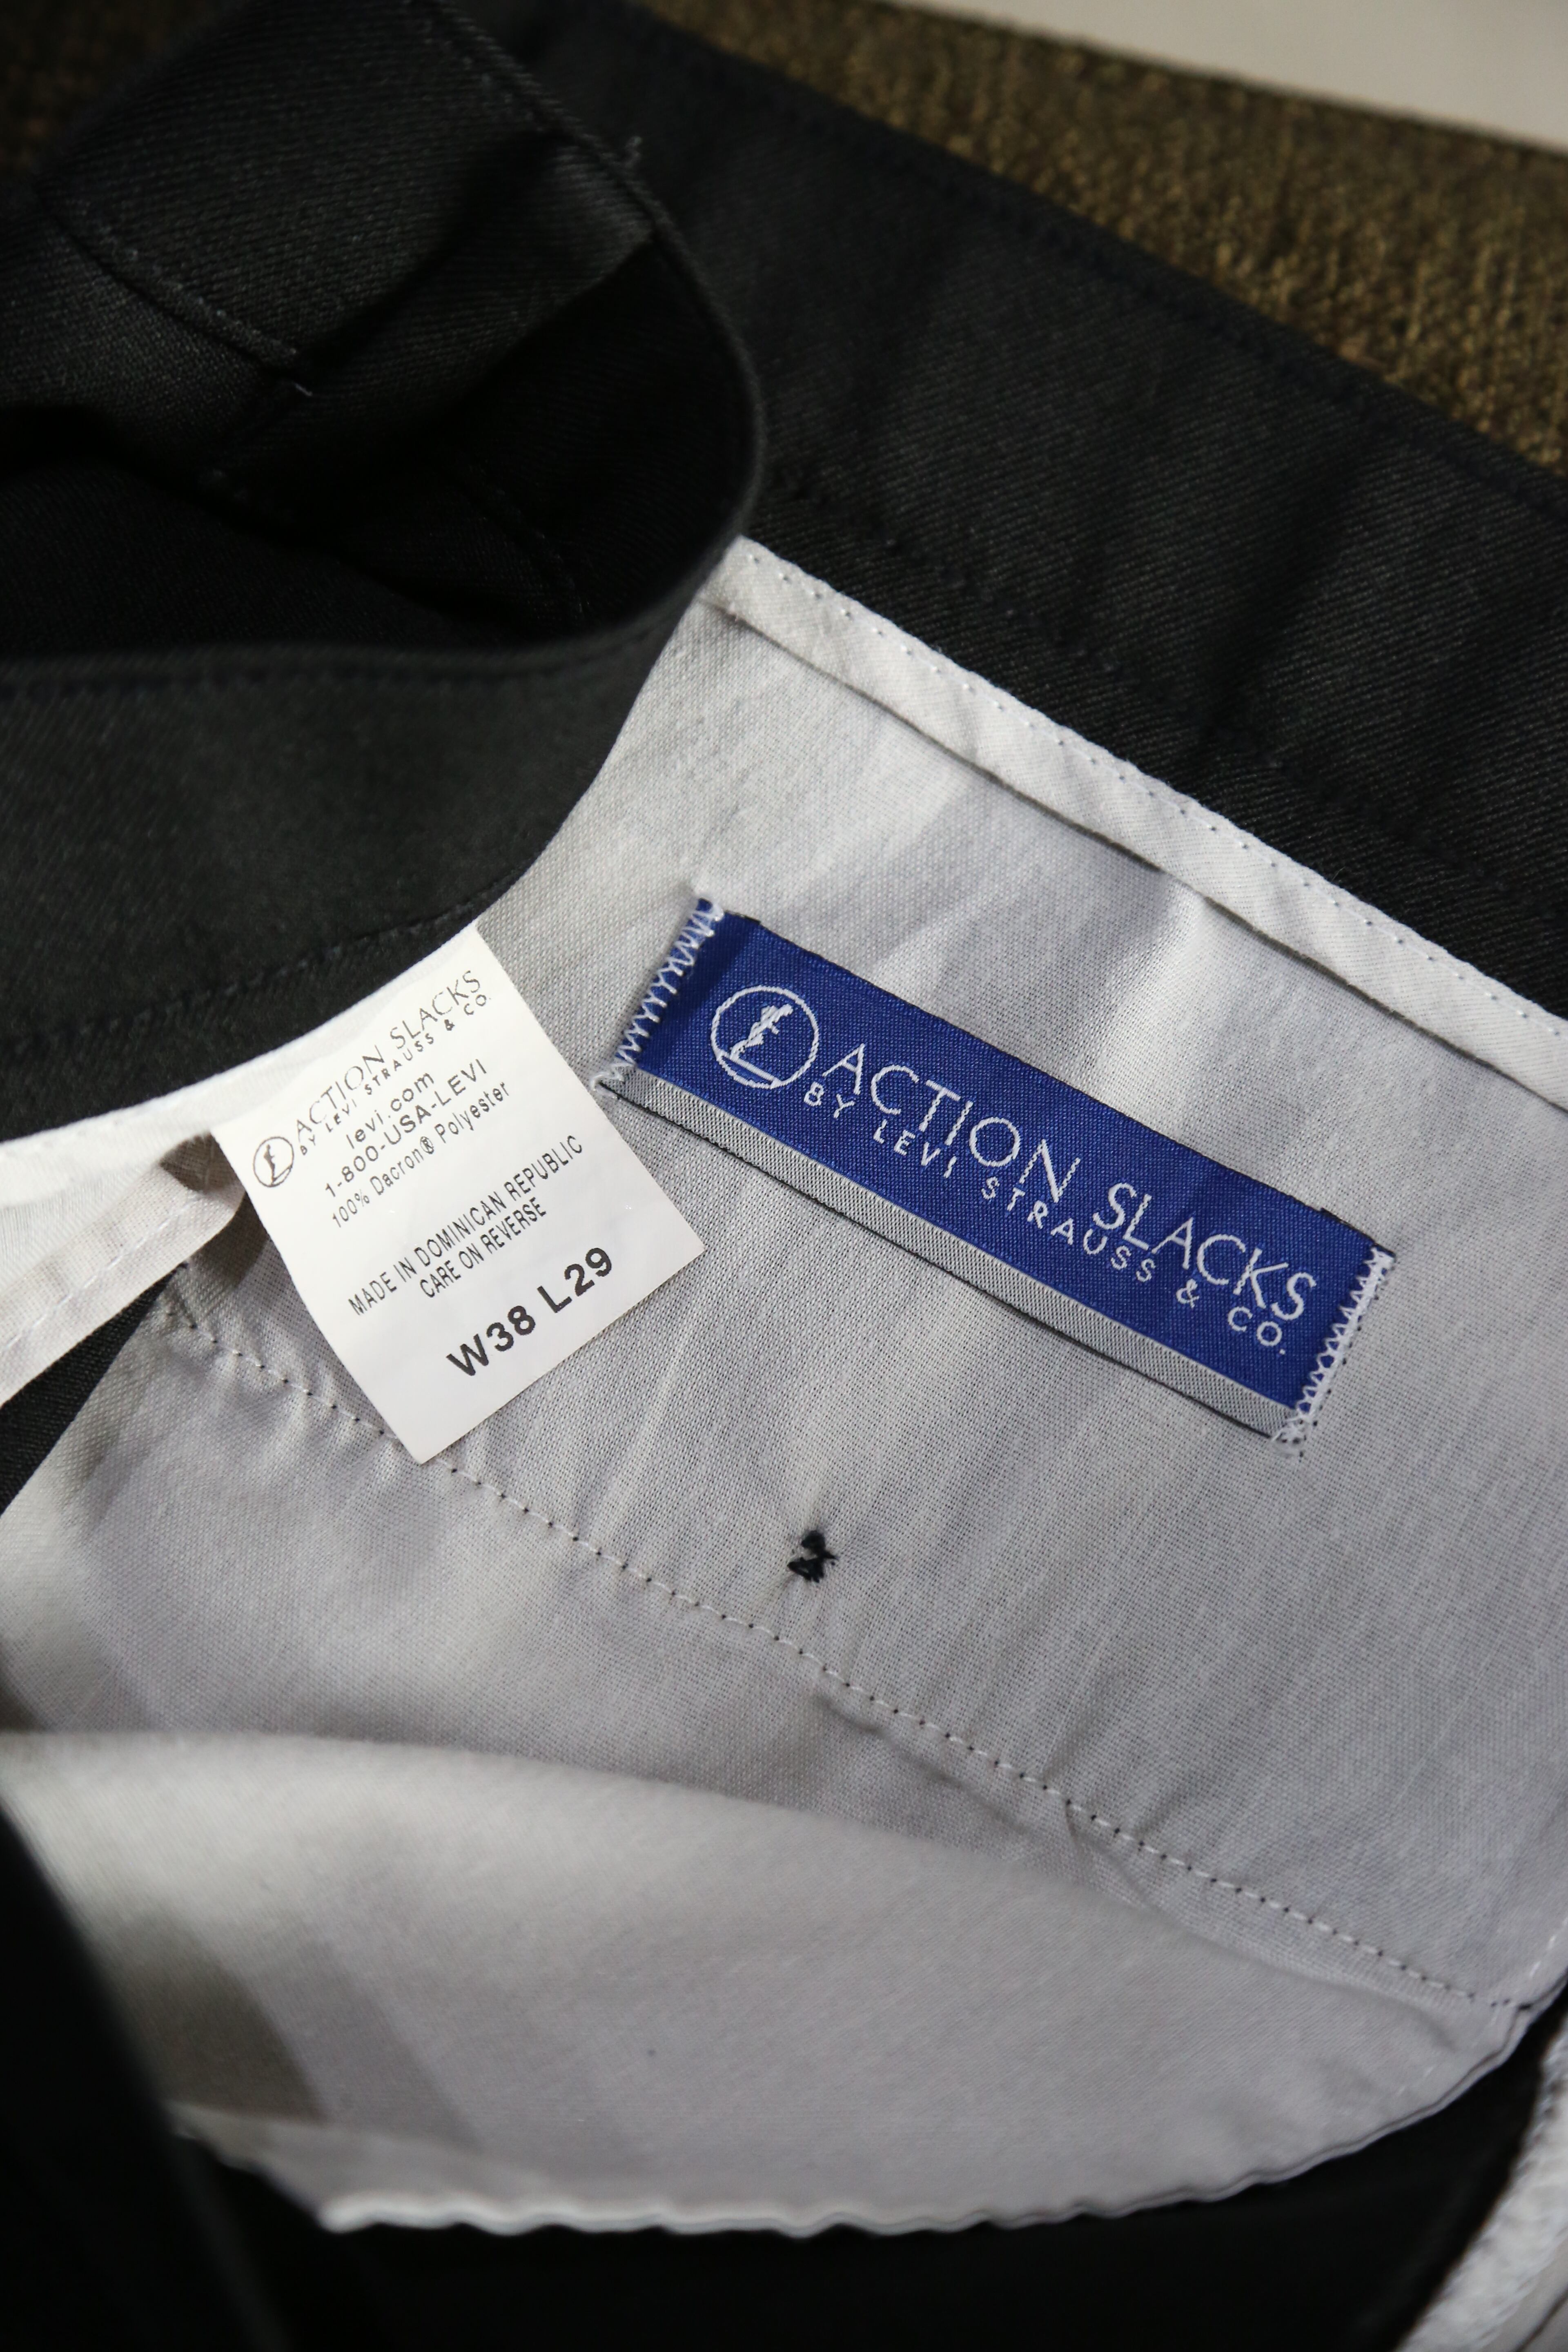 ACTION SLACKS
BY LEVI STRAUSS & CO.
levi.com
1-800-USA-LEVI
100% Dacron® Polyester
MADE IN DOMINICAN REPUBLIC
CARE ON REVERSE
W38 L29
ACTION SLACKS
BY LEVI STRAUSS & CO.